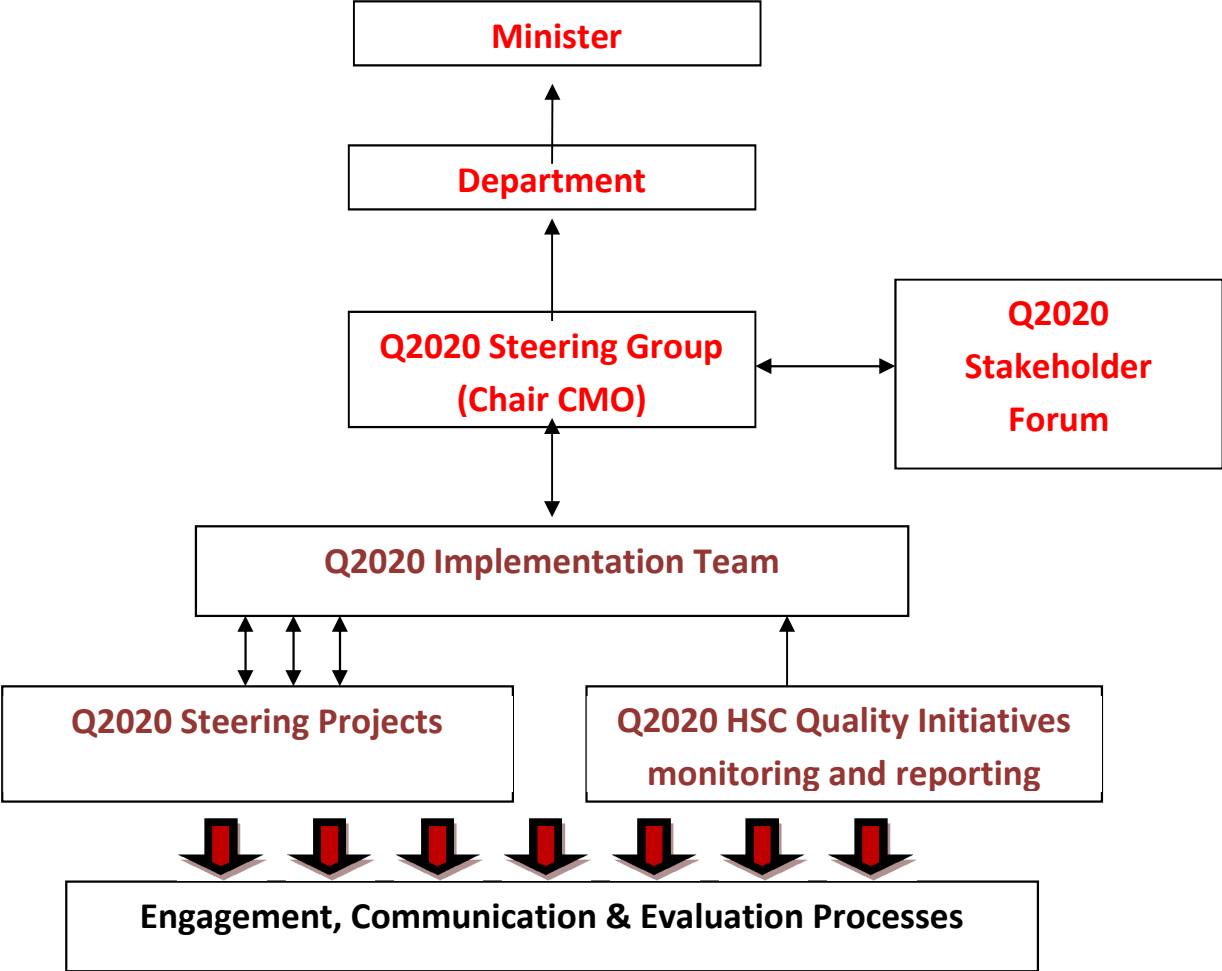 Minister
Department
Q2020 Steering Group
(Chair CMO)
Q2020
Stakeholder
Forum
Q2020 Implementation Team
Q2020 Steering Projects
Q2020 HSC Quality Initiatives
monitoring and reporting
Engagement, Communication & Evaluation Processes